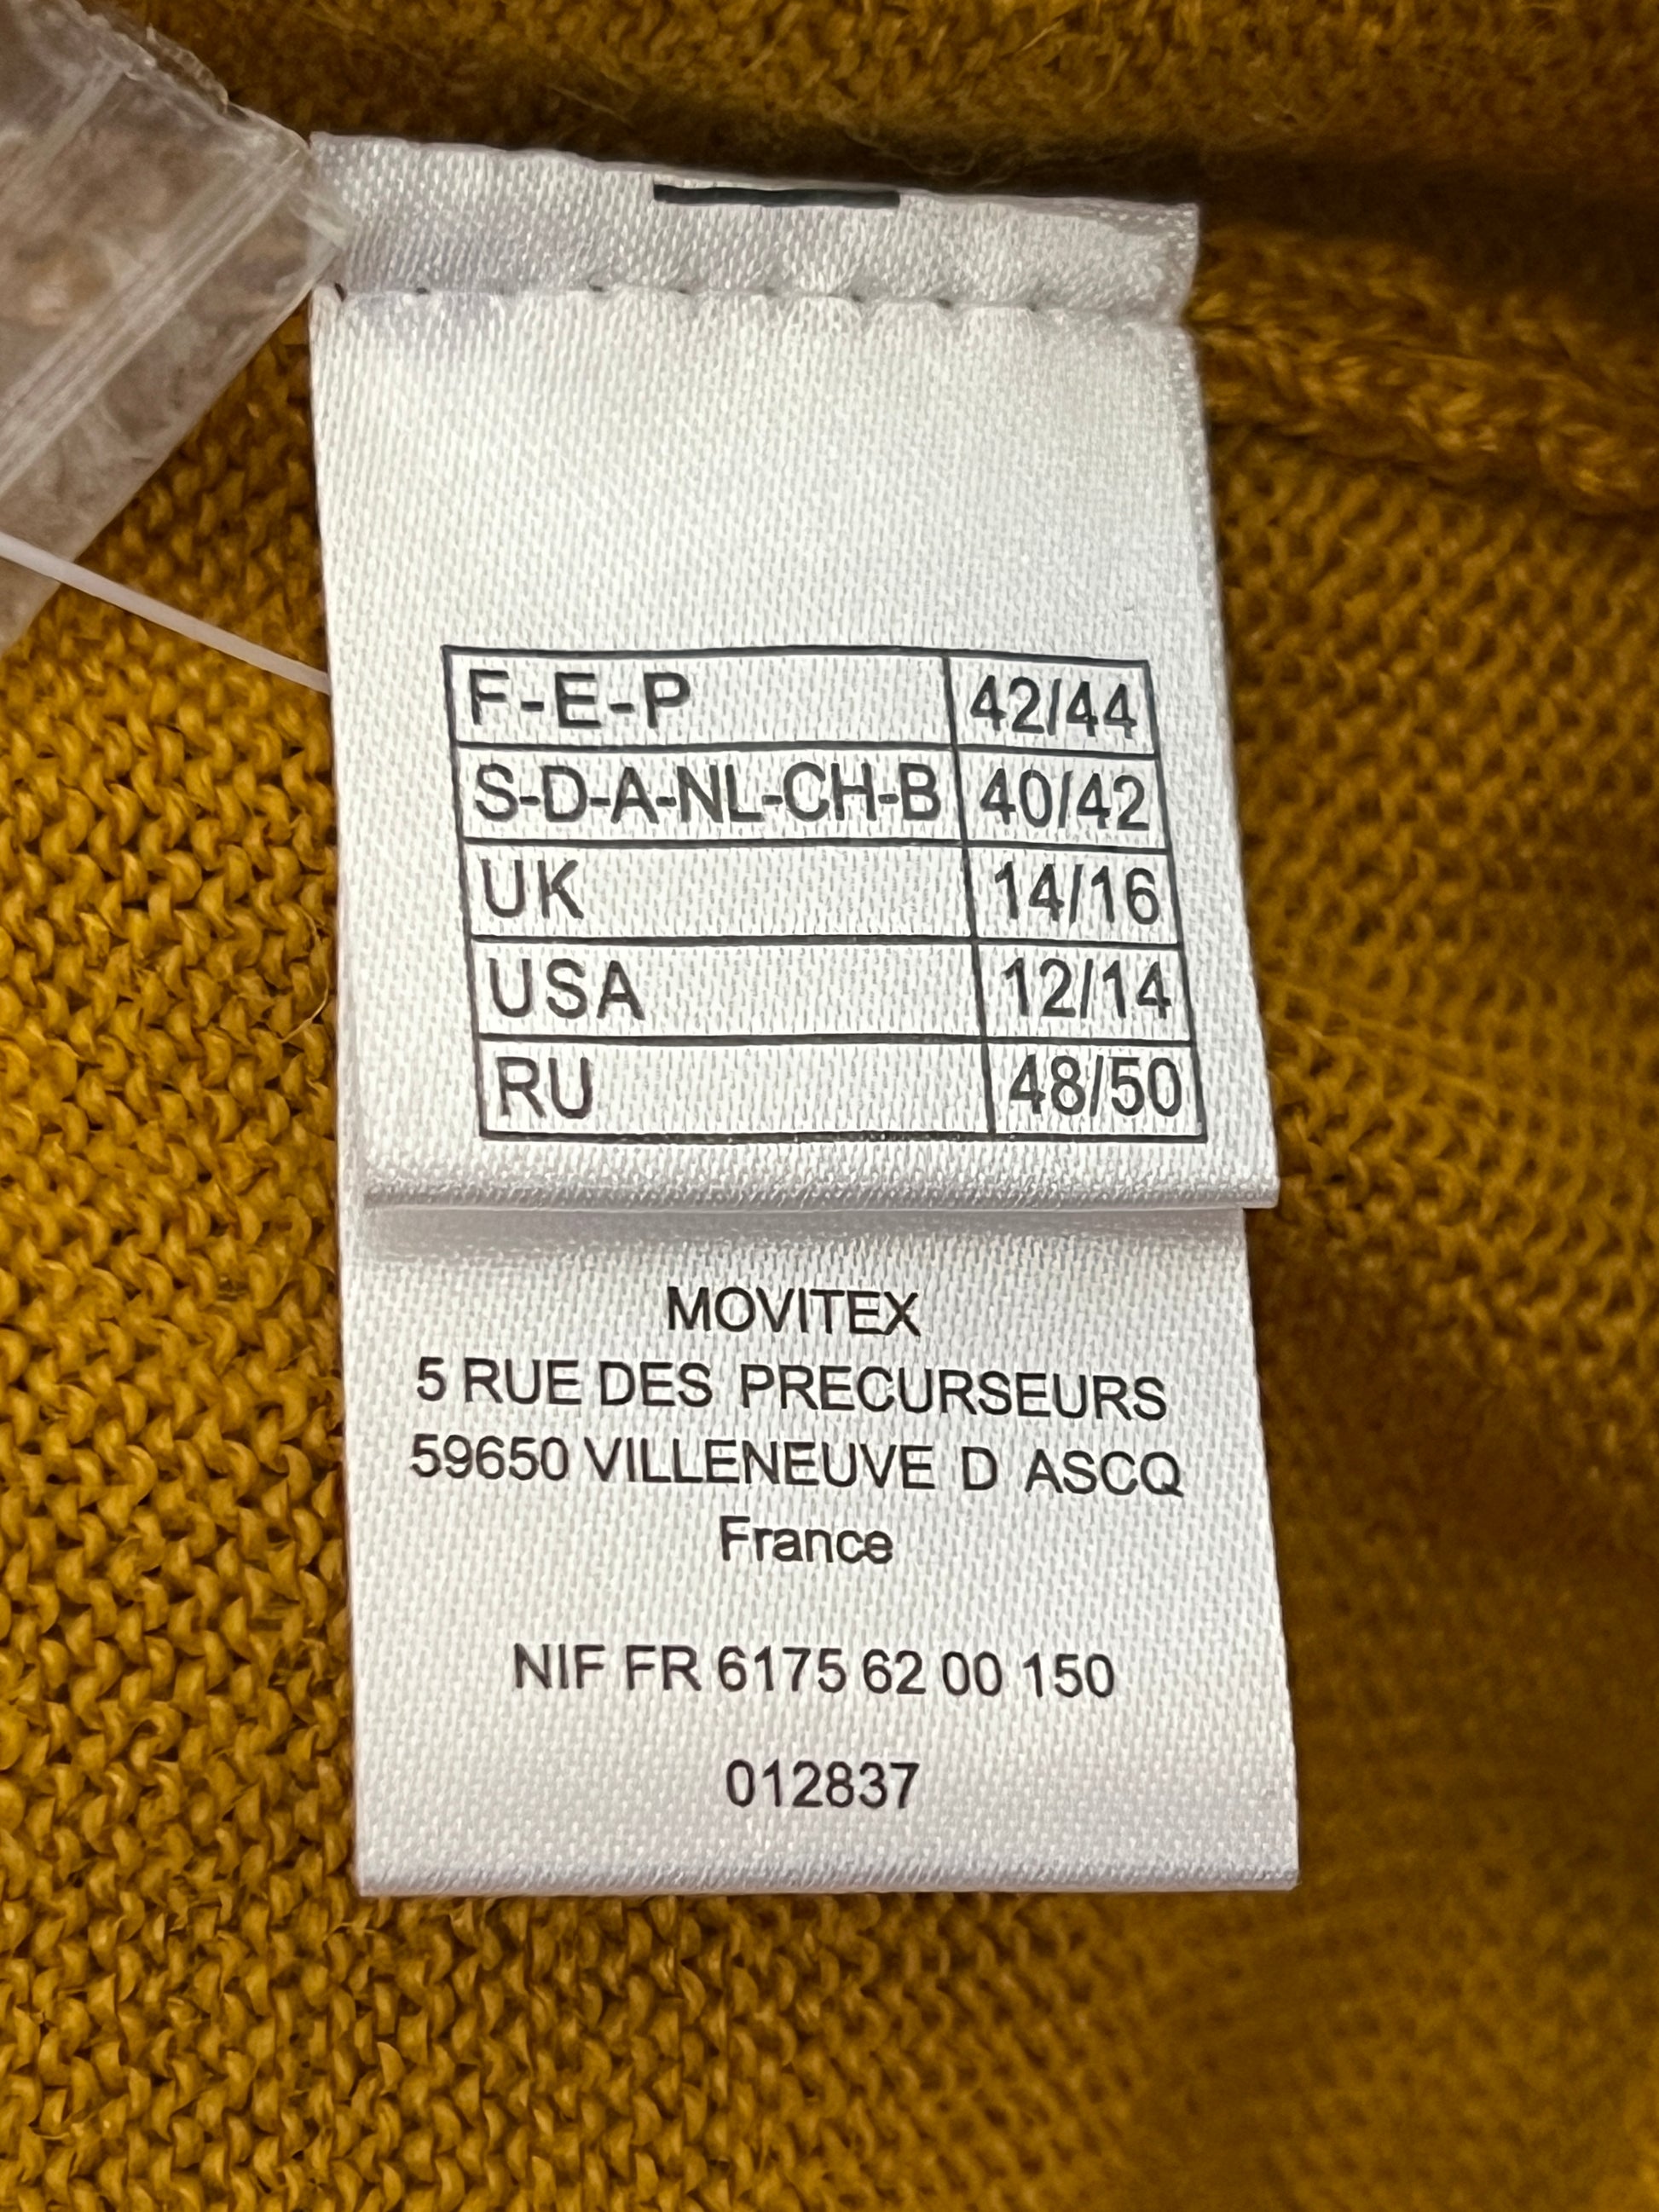 F-E-P 42/44
S-D-A-NL-CH-B 40/42
UK 14/16
USA 12/14
RU 48/50
MOVITEX
5 RUE DES PRECURSEURS
59650 VILLENEUVE D ASCQ
France
NIF FR 6175 62 00 150
012837